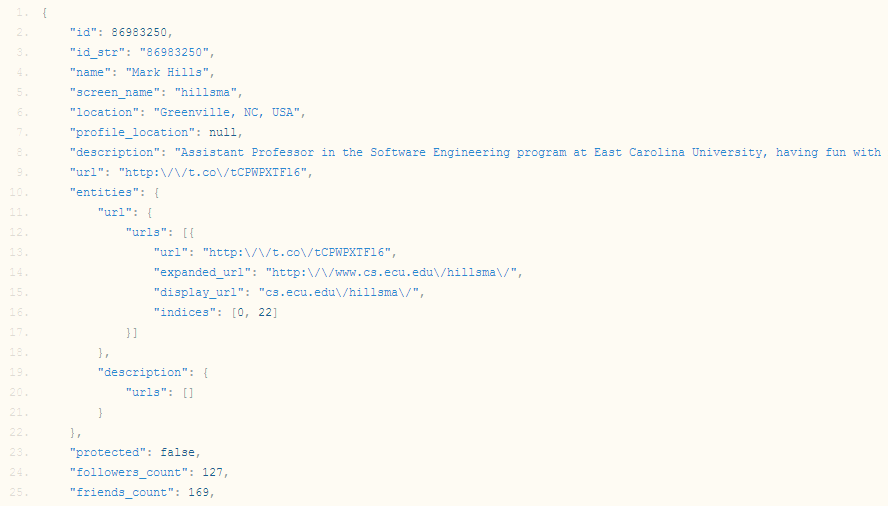 1. {
2. "id": 86983250,
3. "id_str": "86983250",
4. "name": "Mark Hills",
5. "screen_name": "hillsma",
6. "location": "Greenville, NC, USA",
7. "profile_location": null,
8. "description": "Assistant Professor in the Software Engineering program at East Carolina University, having fun with
9. "url": "http:\/\/t.co\/tCPWPXTFl6",
10. "entities": {
11. "url": {
12. "urls": [{
13. "url": "http:\/\/t.co\/tCPWPXTFl6",
14. "expanded_url": "http:\/\/www.cs.ecu.edu\/hillsma\/",
15. "display_url": "cs.ecu.edu\/hillsma\/",
16. "indices": [0, 22]
17. }]
18. },
19. "description": {
20. "urls": []
21. }
22. },
23. "protected": false,
24. "followers_count": 127,
25. "friends_count": 169,